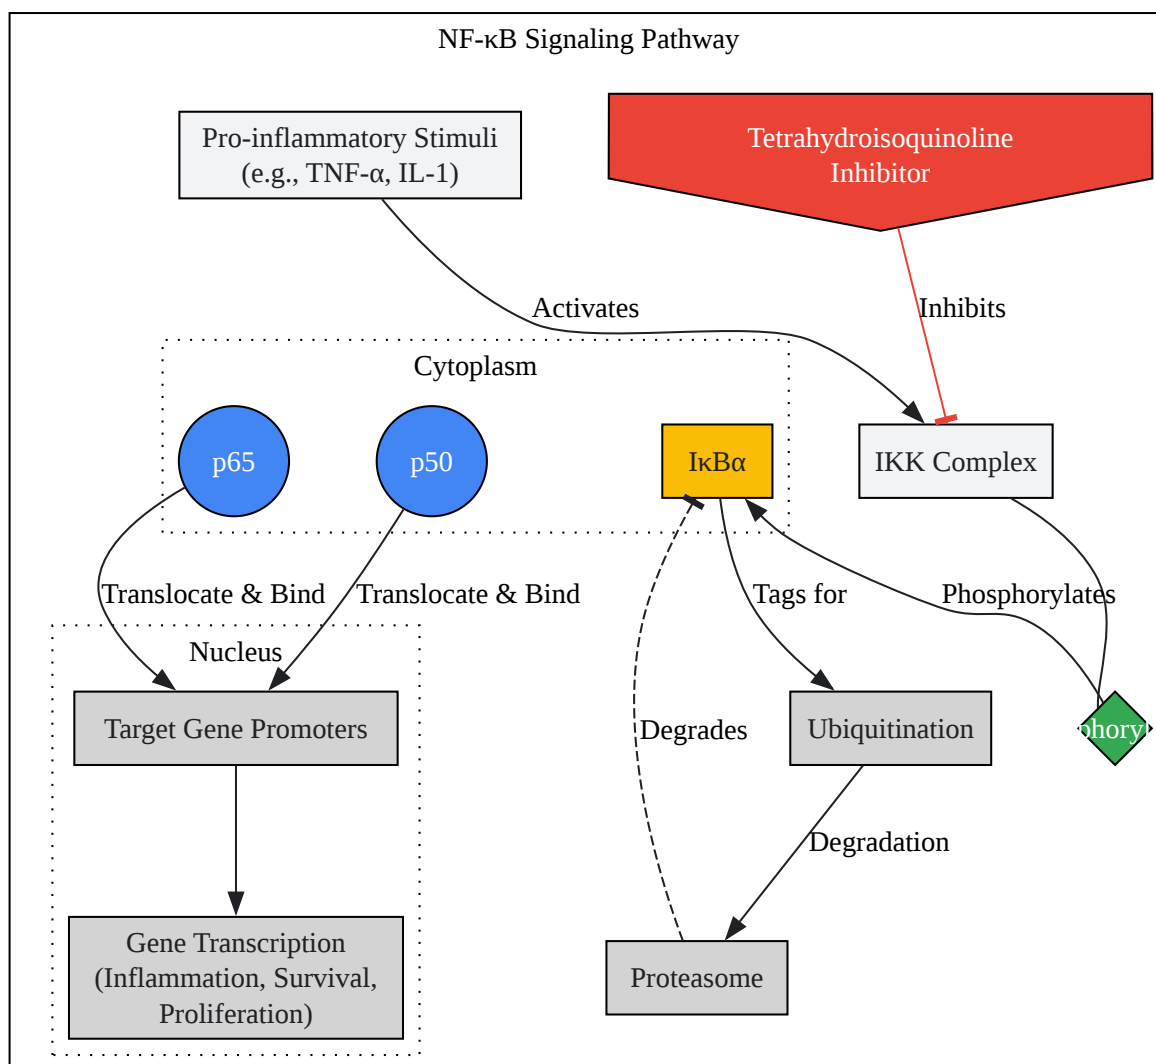 NF-κB Signaling Pathway
Pro-inflammatory Stimuli
(e.g., TNF-α, IL-1)
Tetrahydroisoquinoline
Inhibitor
Activates
Inhibits
Cytoplasm
p65
p50
IκBα
IKK Complex
Translocate & Bind
Translocate & Bind
Tags for
Phosphorylates
Nucleus
Target Gene Promoters
Degrades
Ubiquitination
Degradation
Gene Transcription
(Inflammation, Survival,
Proliferation)
Proteasome